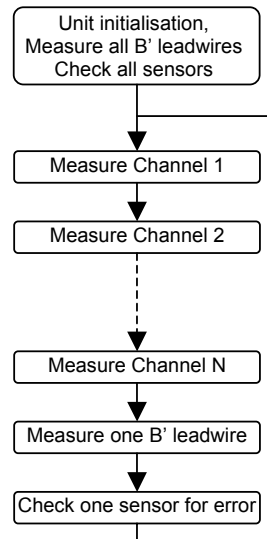 Unit initialisation,
Measure all B’ leadwires
Check all sensors
Measure Channel 1
Measure Channel 2
Measure Channel N
Measure one B’ leadwire
Check one sensor for error